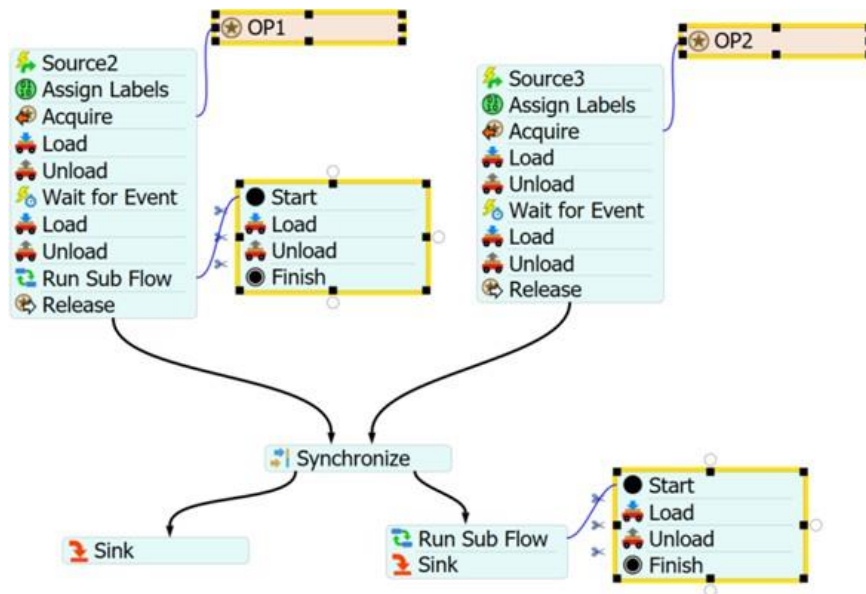 OP1
Source2
Assign Labels
Acquire
Load
Unload
Wait for Event
Load
Unload
Run Sub Flow
Release
Start
Load
Unload
Finish
OP2
Source3
Assign Labels
Acquire
Load
Unload
Wait for Event
Load
Unload
Release
Synchronize
Sink
Run Sub Flow
Sink
Start
Load
Unload
Finish